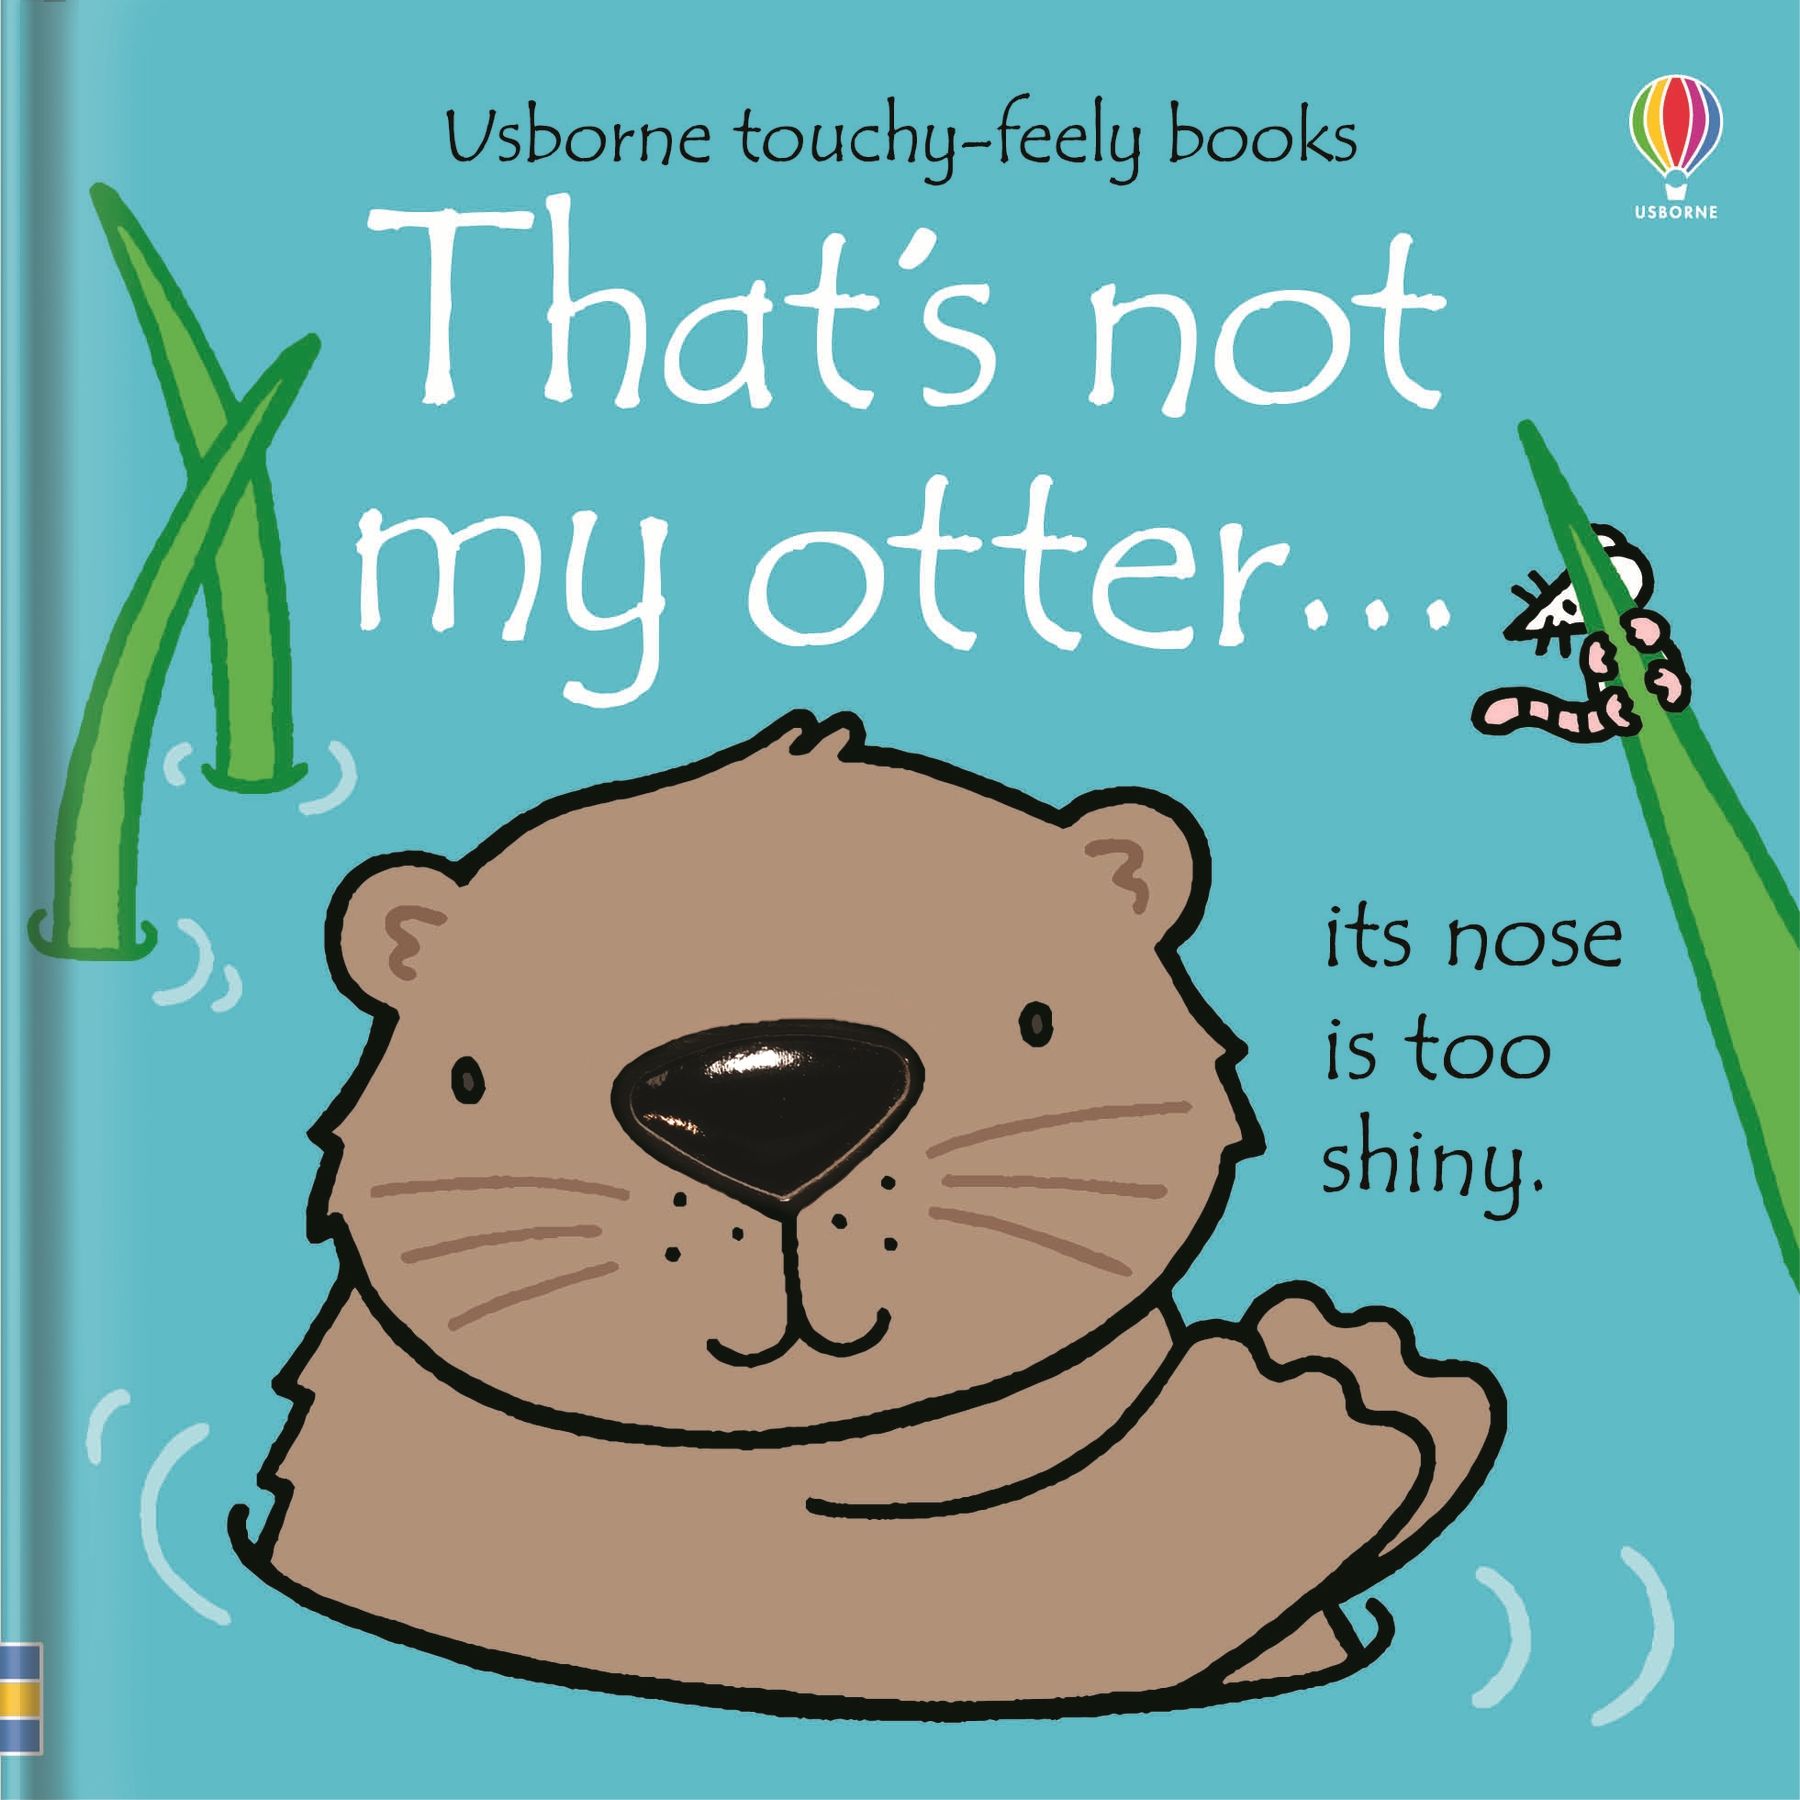 Usborne touchy-feely books
USBORNE
That's not
my otter...
its nose
is too
shiny.